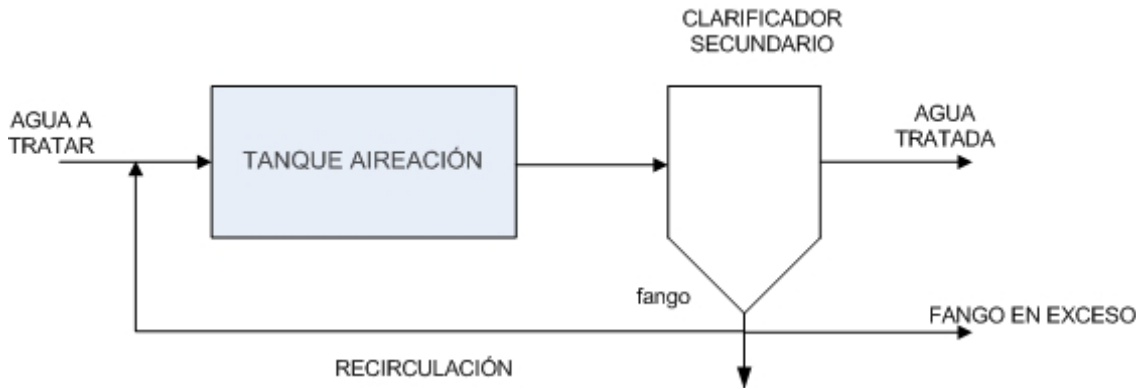 CLARIFICADOR
SECUNDARIO
AGUA A
TRATAR
TANQUE AIREACIÓN
AGUA
TRATADA
fango
FANGO EN EXCESO
RECIRCULACIÓN